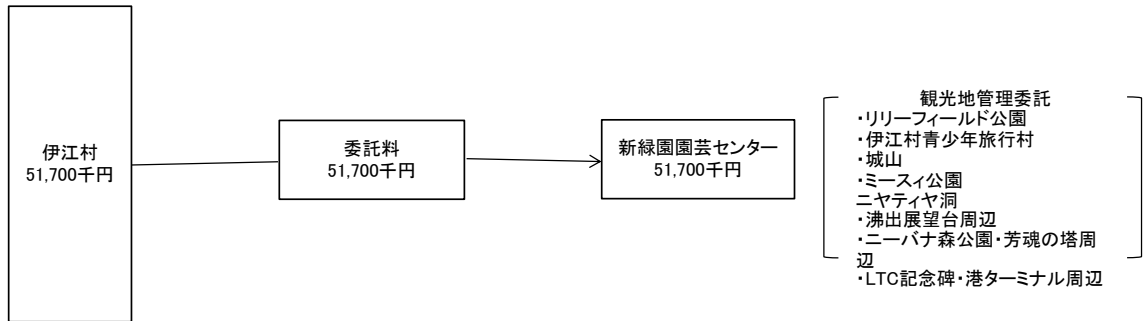 伊江村
51,700千円
委託料
51,700千円
新緑園園芸センター
51,700千円
観光地管理委託
・リリーフィールド公園
・伊江村青少年旅行村
・城山
・ミースィ公園
ニヤティヤ洞
・沸出展望台周辺
・ニーバナ森公園・芳魂の塔周
辺
・LTC記念碑・港ターミナル周辺